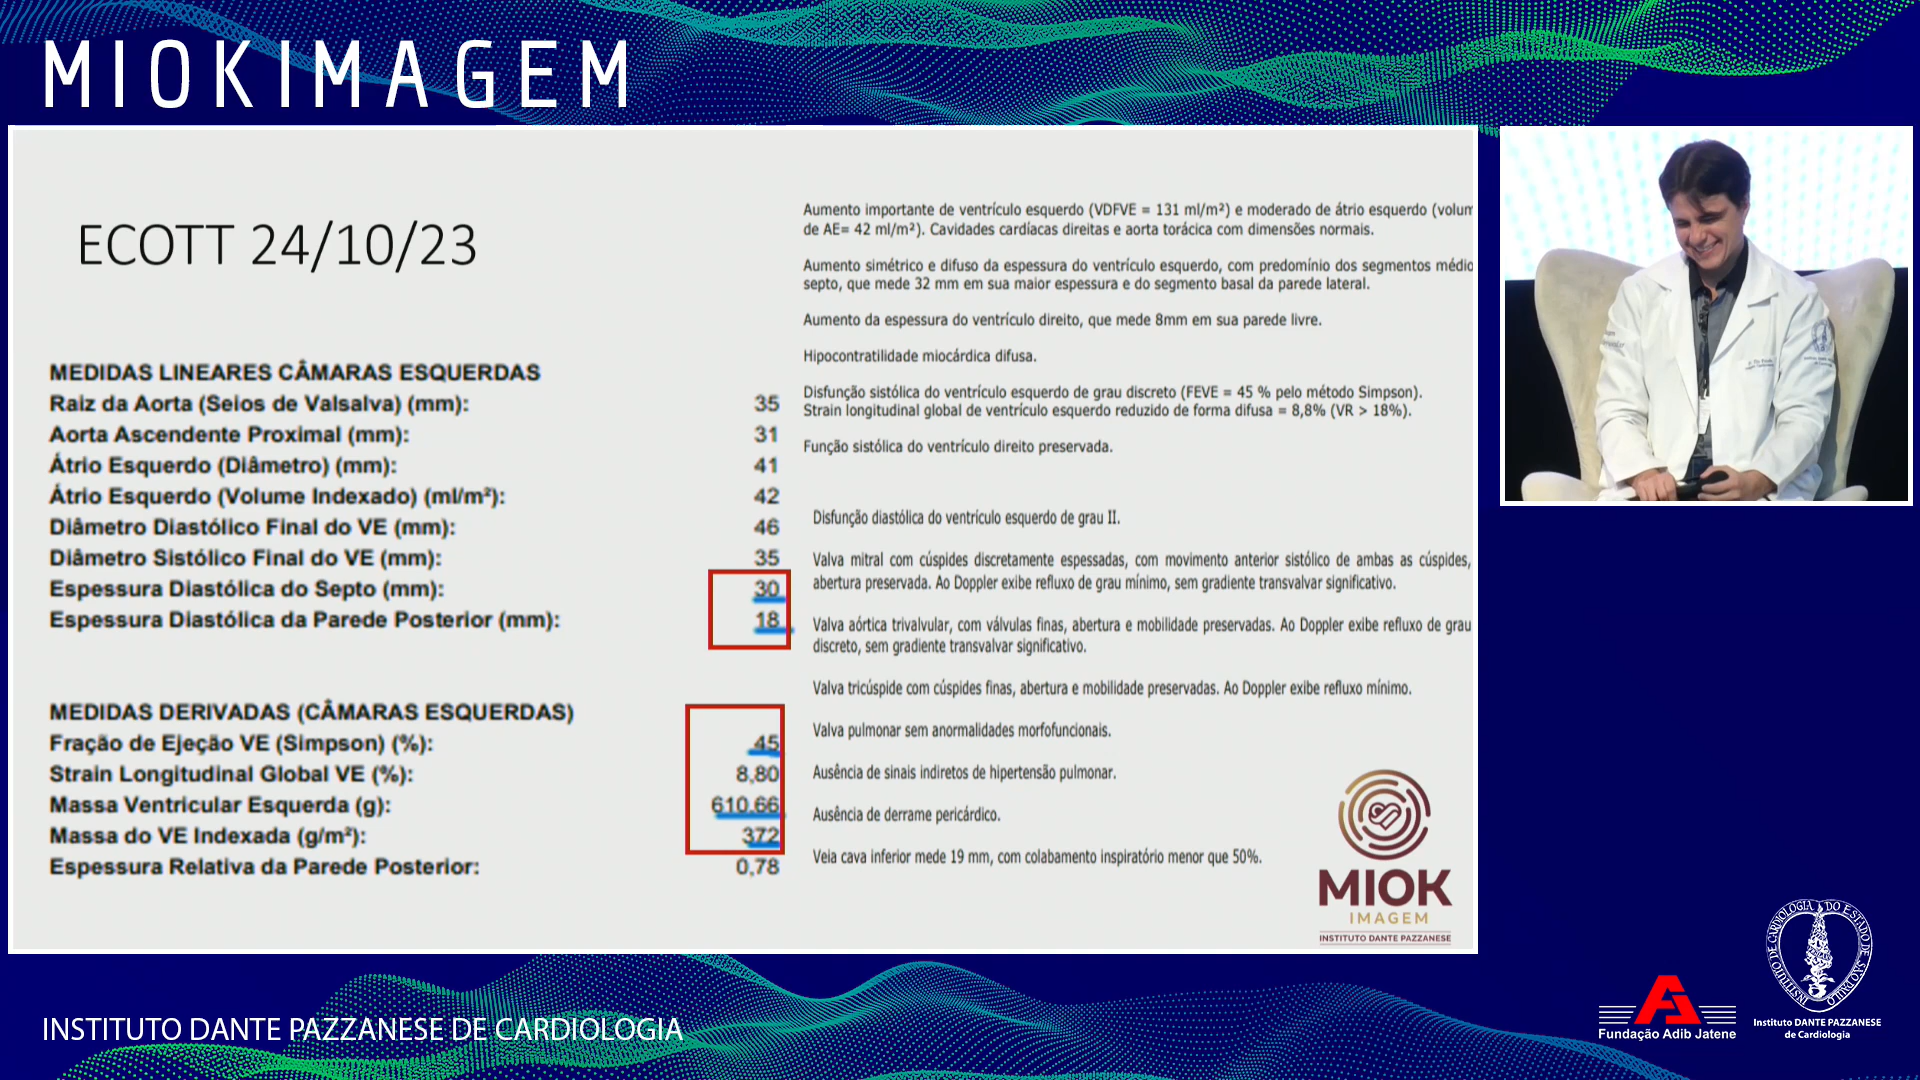 MIOKIMAGEM
ECOTT 24/10/23
MEDIDAS LINEARES CÂMARAS ESQUERDAS
Raiz da Aorta (Seios de Valsalva) (mm): 35
Aorta Ascendente Proximal (mm): 31
Átrio Esquerdo (Diâmetro) (mm): 41
Átrio Esquerdo (Volume Indexado) (ml/m²): 42
Diâmetro Diastólico Final do VE (mm): 46
Diâmetro Sistólico Final do VE (mm): 35
Espessura Diastólica do Septo (mm): 30
Espessura Diastólica da Parede Posterior (mm): 18
MEDIDAS DERIVADAS (CÂMARAS ESQUERDAS)
Fração de Ejeção VE (Simpson) (%): 45
Strain Longitudinal Global VE (%): 8,80
Massa Ventricular Esquerda (g): 610,66
Massa do VE Indexada (g/m²): 372
Espessura Relativa da Parede Posterior: 0,78
Aumento importante de ventrículo esquerdo (VDFVE = 131 ml/m²) e moderado de átrio esquerdo (volum
de AE= 42 ml/m²). Cavidades cardíacas direitas e aorta torácica com dimensões normais.
Aumento simétrico e difuso da espessura do ventrículo esquerdo, com predomínio dos segmentos médio
septo, que mede 32 mm em sua maior espessura e do segmento basal da parede lateral.
Aumento da espessura do ventrículo direito, que mede 8mm em sua parede livre.
Hipocontratilidade miocárdica difusa.
Disfunção sistólica do ventrículo esquerdo de grau discreto (FEVE = 45 % pelo método Simpson).
Strain longitudinal global de ventrículo esquerdo reduzido de forma difusa = 8,8% (VR > 18%).
Função sistólica do ventrículo direito preservada.
Disfunção diastólica do ventrículo esquerdo de grau II.
Valva mitral com cúspides discretamente espessadas, com movimento anterior sistólico de ambas as cúspides,
abertura preservada. Ao Doppler exibe refluxo de grau mínimo, sem gradiente transvalvar significativo.
Valva aórtica trivalvular, com válvulas finas, abertura e mobilidade preservadas. Ao Doppler exibe refluxo de grau
discreto, sem gradiente transvalvar significativo.
Valva tricúspide com cúspides finas, abertura e mobilidade preservadas. Ao Doppler exibe refluxo mínimo.
Valva pulmonar sem anormalidades morfofuncionais.
Ausência de sinais indiretos de hipertensão pulmonar.
Ausência de derrame pericárdico.
Veia cava inferior mede 19 mm, com colabamento inspiratório menor que 50%.
MIOK
IMAGEM
INSTITUTO DANTE PAZZANESE
INSTITUTO DANTE PAZZANESE DE CARDIOLOGIA
Fundação Adib Jatene
INSTITUTO DE CARDIOLOGIA DO ESTADO DE SÃO PAULO
Instituto DANTE PAZZANESE
de Cardiologia